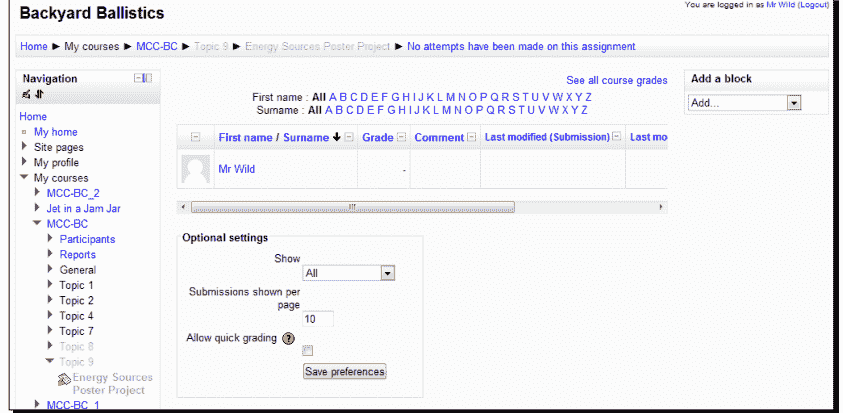 Backyard Ballistics
You are logged in as Mr Wild (Logout)
Home ► My courses ► MCC-BC ► Topic 9 ► Energy Sources Poster Project ► No attempts have been made on this assignment
Navigation
Home
My home
Site pages
My profile
My courses
MCC-BC_2
Jet in a Jam Jar
MCC-BC
Participants
Reports
General
Topic 1
Topic 2
Topic 4
Topic 7
Topic 8
Topic 9
Energy Sources
Poster Project
MCC-BC_1
See all course grades
First name : All A B C D E F G H I J K L M N O P Q R S T U V W X Y Z
Surname : All A B C D E F G H I J K L M N O P Q R S T U V W X Y Z
First name / Surname Grade Comment Last modified (Submission) Last mo
Mr Wild -
Optional settings
Show
All
Submissions shown per
page
10
Allow quick grading
Save preferences
Add a block
Add...